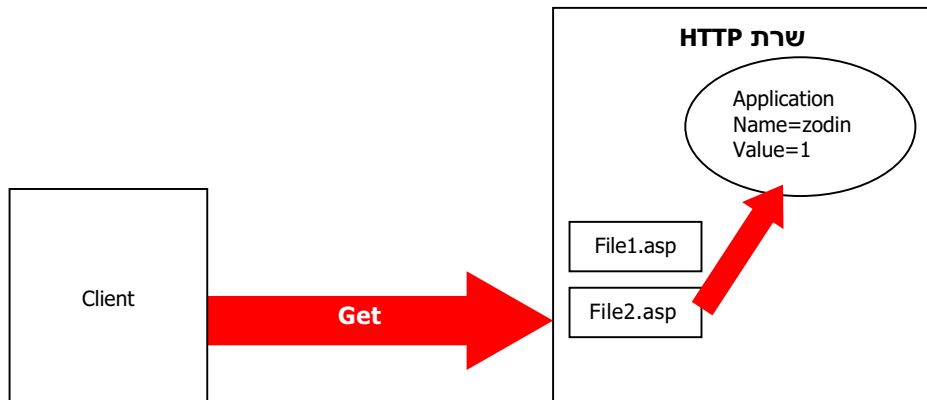 שרת HTTP
Application
Name=zodin
Value=1
File1.asp
Client
Get
File2.asp